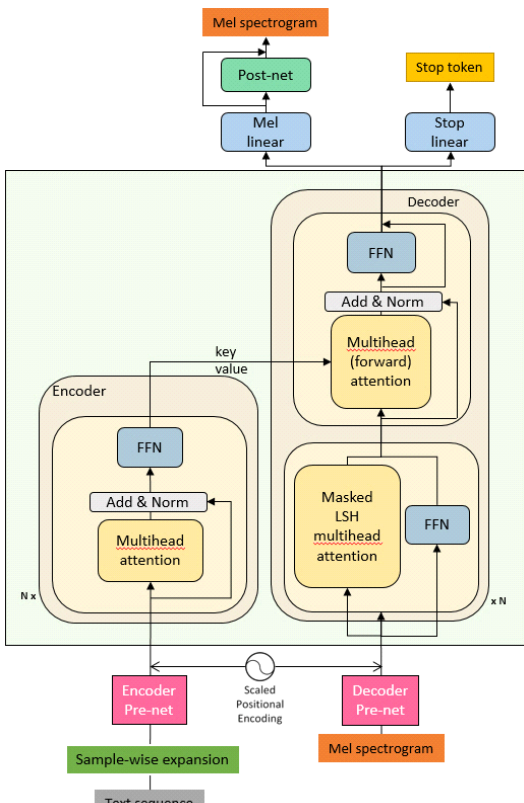 Mel spectrogram
Post-net
Stop token
Mel
linear
Stop
linear
Decoder
FFN
Add & Norm
Multihead
(forward)
attention
key
value
Encoder
FFN
Add & Norm
Multihead
attention
Masked
LSH
multihead
attention
FFN
N x
x N
Encoder
Pre-net
Scaled
Positional
Encoding
Decoder
Pre-net
Mel spectrogram
Sample-wise expansion
Text sequence